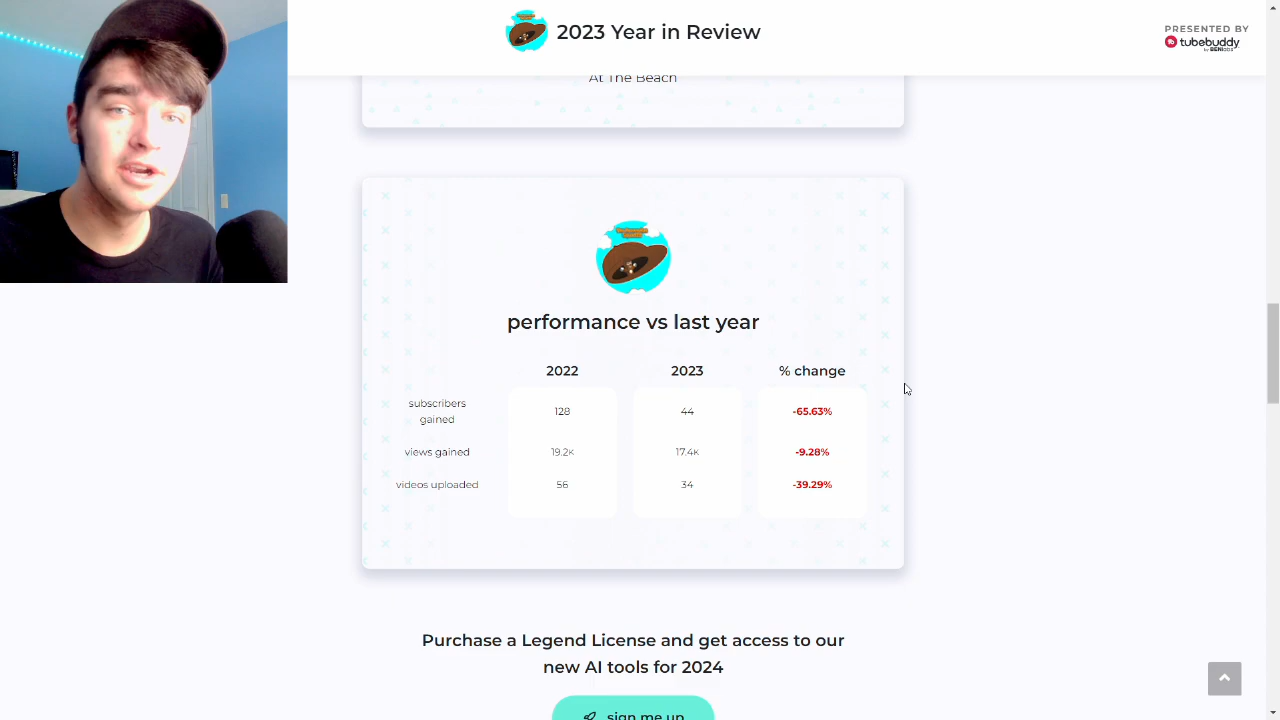 2023 Year in Review
PRESENTED BY
tubebuddy
At The Beach
performance vs last year
2022 2023 % change
subscribers gained 128 44 -65.63%
views gained 19.2K 17.4K -9.28%
videos uploaded 56 34 -39.29%
Purchase a Legend License and get access to our
new AI tools for 2024
sign me up